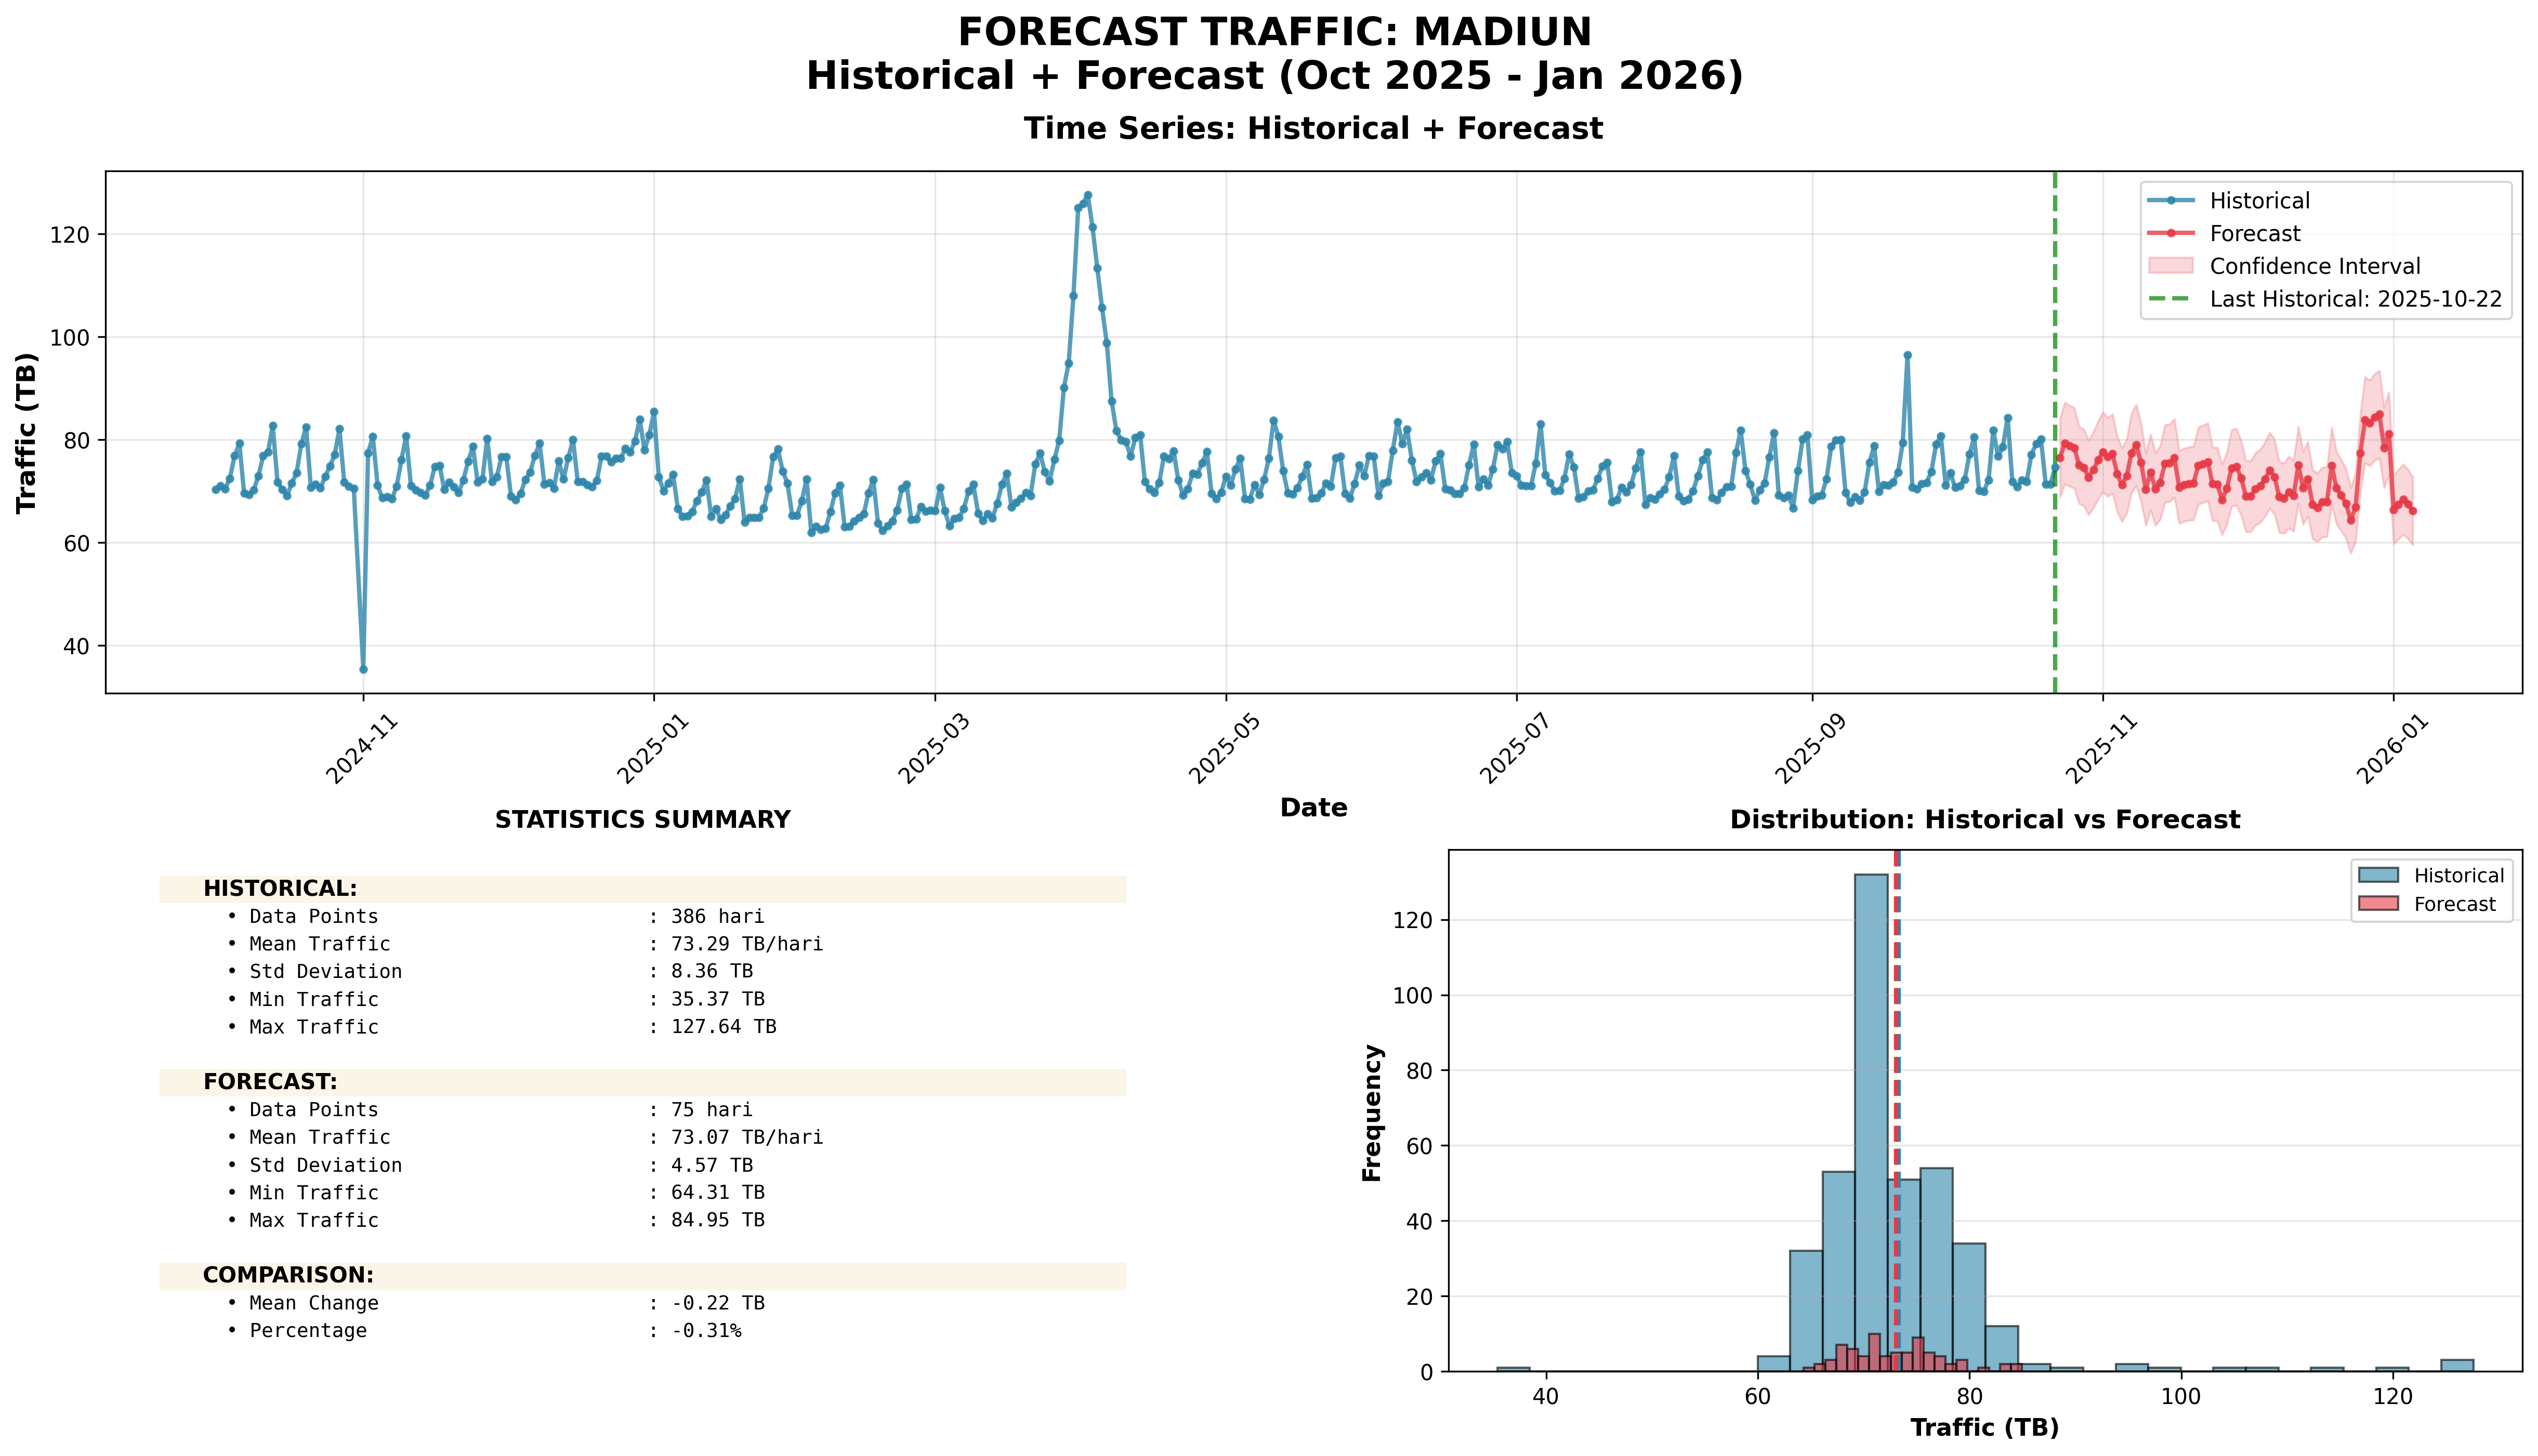 FORECAST TRAFFIC: MADIUN
Historical + Forecast (Oct 2025 - Jan 2026)
Time Series: Historical + Forecast
Traffic (TB)
120
100
80
60
40
Historical
Forecast
Confidence Interval
Last Historical: 2025-10-22
2024-11
2025-01
2025-03
2025-05
2025-07
2025-09
2025-11
2026-01
Date
STATISTICS SUMMARY
HISTORICAL:
• Data Points : 386 hari
• Mean Traffic : 73.29 TB/hari
• Std Deviation : 8.36 TB
• Min Traffic : 35.37 TB
• Max Traffic : 127.64 TB
FORECAST:
• Data Points : 75 hari
• Mean Traffic : 73.07 TB/hari
• Std Deviation : 4.57 TB
• Min Traffic : 64.31 TB
• Max Traffic : 84.95 TB
COMPARISON:
• Mean Change : -0.22 TB
• Percentage : -0.31%
Distribution: Historical vs Forecast
Frequency
120
100
80
60
40
20
0
Historical
Forecast
40
60
80
100
120
Traffic (TB)